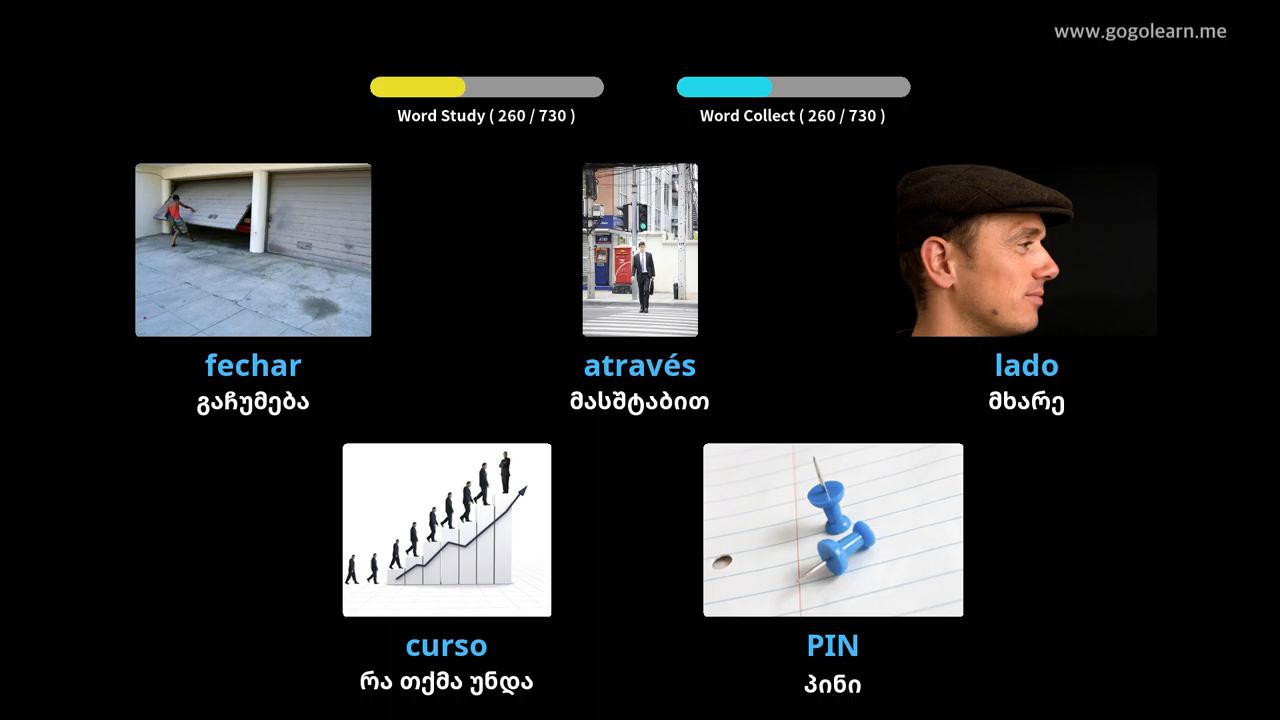 www.gogolearn.me
Word Study ( 260 / 730 )
Word Collect ( 260 / 730 )
fechar
გაჩუმება
através
მასშტაბით
lado
მხარე
curso
რა თქმა უნდა
PIN
პინი